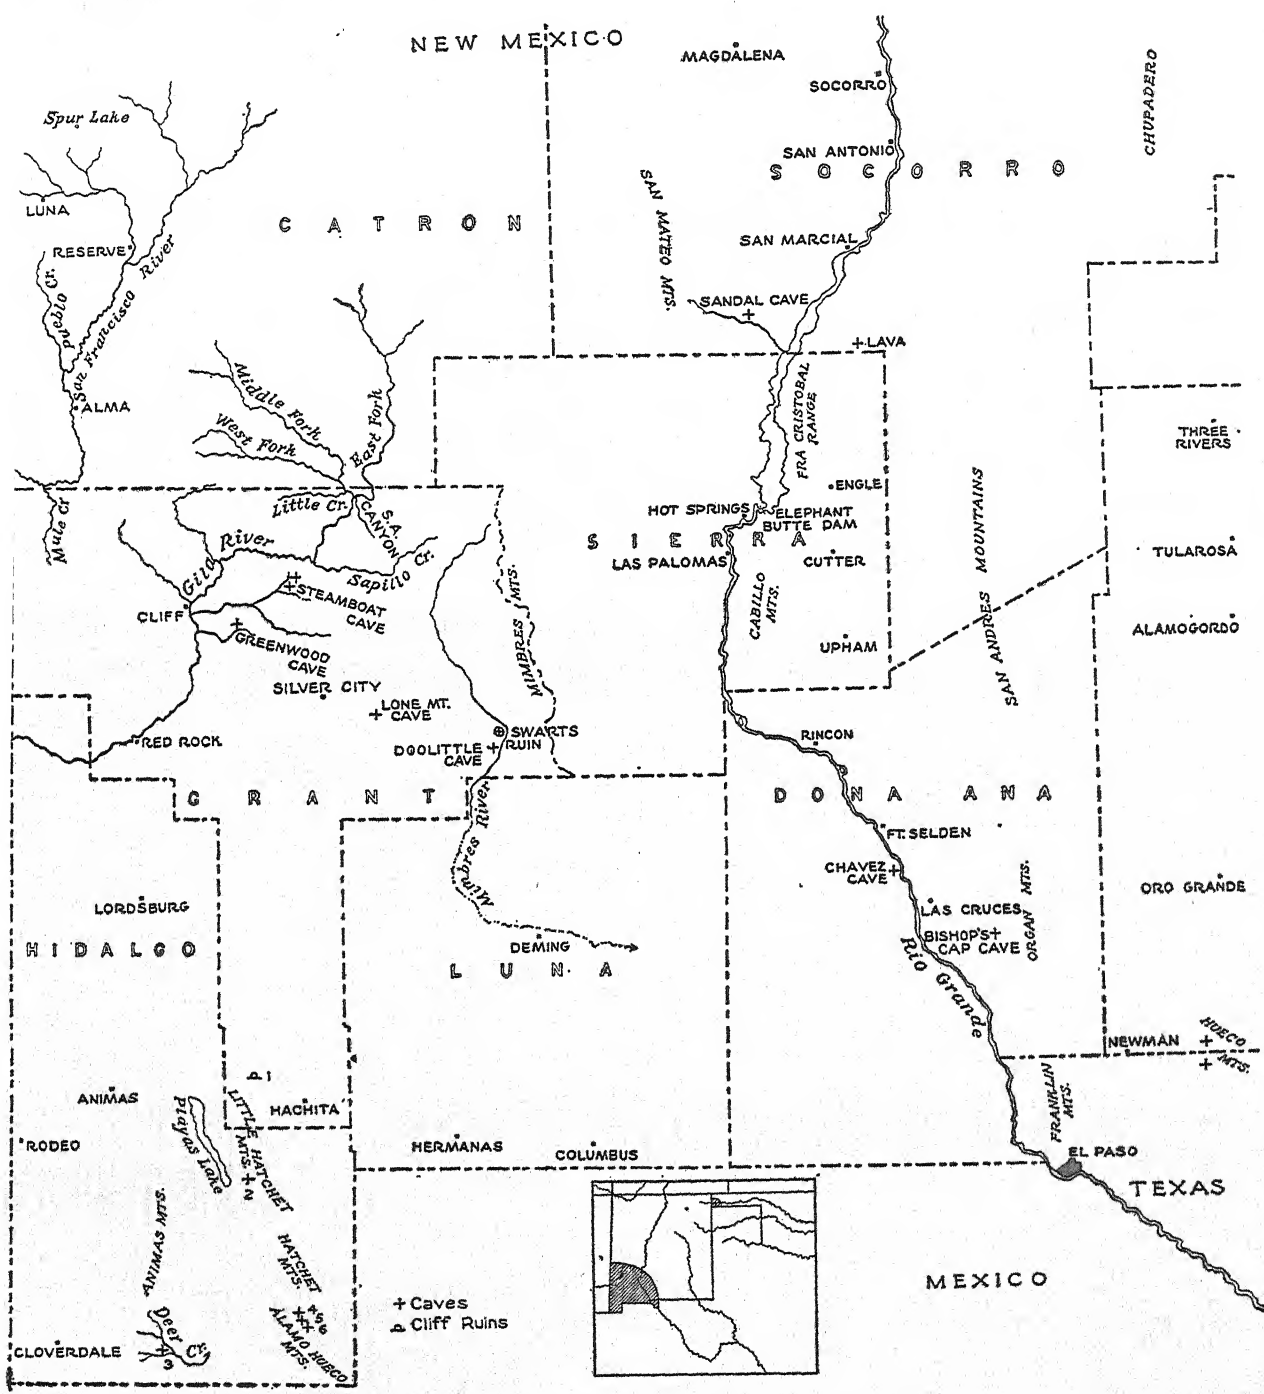 NEW MEXICO
MAGDALENA
SOCORRO
CHUPADERO
Spur Lake
SAN ANTONIO
SOCORRO
LUNA
CATRON
SAN MATEO MTS.
RESERVE
SAN MARCIAL
Pueblo Cr.
San Francisco River
SANDAL CAVE
LAVA
Middle Fork
West Fork
East Fork
ALMA
FRA CRISTOBAL
RANGE
THREE
RIVERS
ENGLE
Mule Cr
Little Cr.
S.A.
CANYON
HOT SPRINGS
ELEPHANT
BUTTE DAM
SIERRA
SAN ANDRES MOUNTAINS
Gila River
Sapillo Cr.
LAS PALOMAS
CUTTER
TULAROSA
STEAMBOAT
CAVE
MIMBRES MTS.
CABILLO
MTS.
CLIFF
GREENWOOD
CAVE
UPHAM
ALAMOGORDO
SILVER CITY
LONE MT.
CAVE
SWARTS
RUIN
RED ROCK
DOOLITTLE
CAVE
RINCON
GRANT
DONA ANA
Mimbres River
FT. SELDEN
CHAVEZ
CAVE
ORGAN MTS.
ORO GRANDE
LORDSBURG
LAS CRUCES
BISHOP'S
CAP CAVE
HIDALGO
DEMING
LUNA
Rio Grande
NEWMAN
HUECO
MTS.
1
ANIMAS
Playas Lake
LITTLE HATCHET
MTS.
2
HACHITA
FRANKLIN
MTS.
RODEO
HERMANAS
COLUMBUS
EL PASO
TEXAS
ANIMAS MTS.
HATCHET
MTS.
MEXICO
Caves
Cliff Ruins
Deer Cr.
3
CLOVERDALE
ALAMO HUECO
MTS.